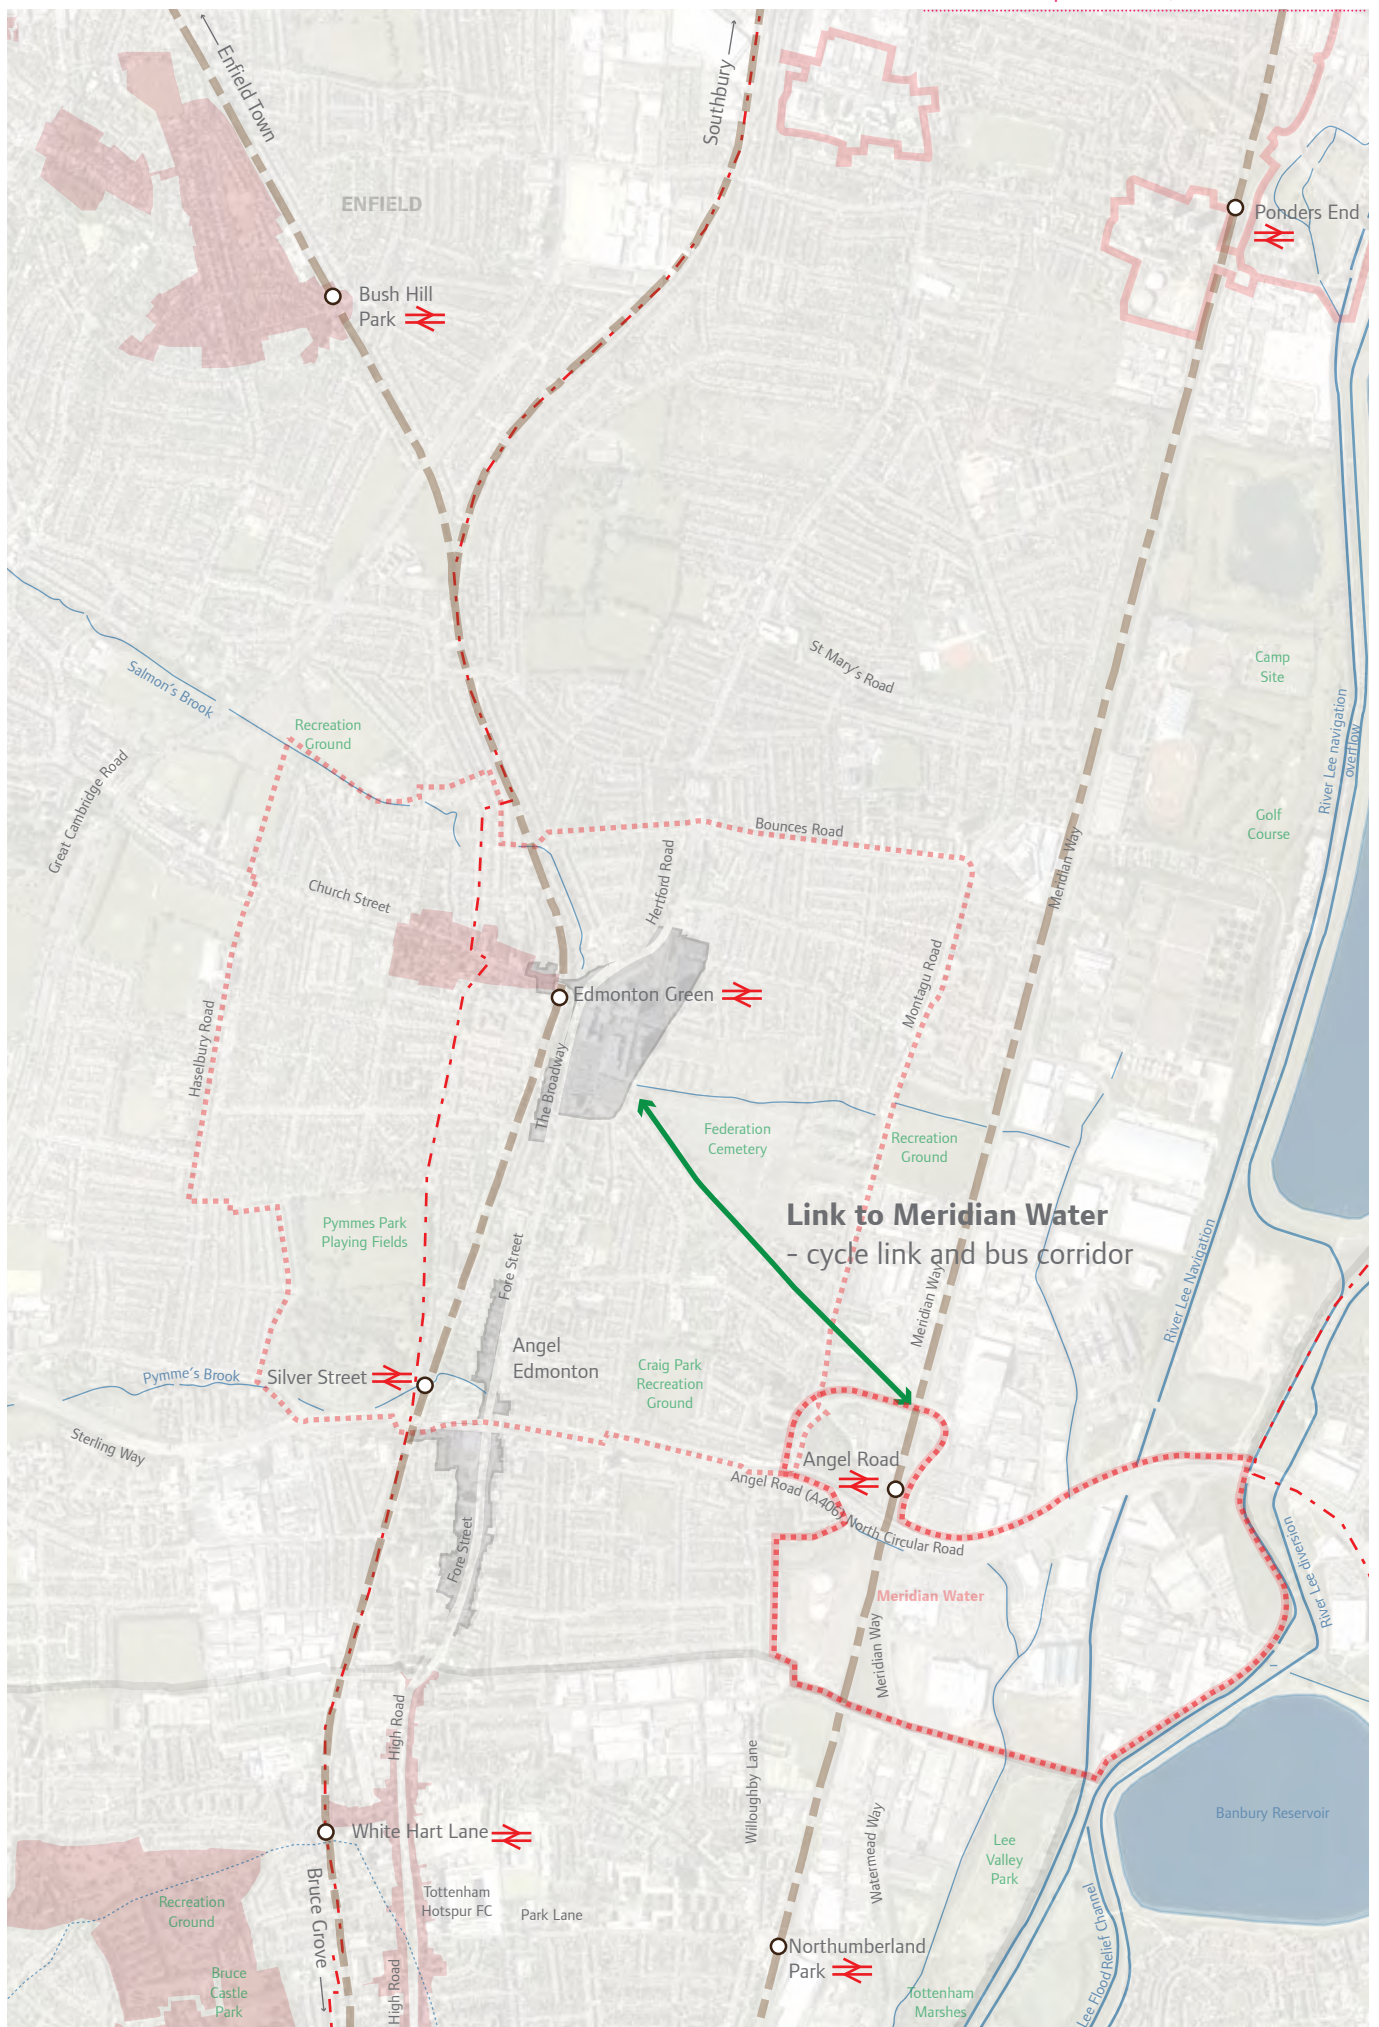 Enfield Town
Southbury
ENFIELD
Ponders End
Bush Hill
Park
St Mary's Road
Camp
Site
Salmon's Brook
River Lee navigation
overflow
Recreation
Ground
Great Cambridge Road
Golf
Course
Bounces Road
Meridian Way
Hertford Road
Church Street
Montagu Road
Edmonton Green
Haselbury Road
The Broadway
Federation
Cemetery
Recreation
Ground
Link to Meridian Water
- cycle link and bus corridor
Pymmes Park
Playing Fields
Fore Street
Meridian Way
River Lee Navigation
Angel
Edmonton
Craig Park
Recreation
Ground
Pymme's Brook
Silver Street
Sterling Way
Angel Road
Angel Road (A406) North Circular Road
River Lee diversion
Fore Street
Meridian Water
Meridian Way
High Road
Willoughby Lane
Banbury Reservoir
White Hart Lane
Watermead Way
Lee
Valley
Park
Bruce Grove
Recreation
Ground
Tottenham
Hotspur FC
Park Lane
Lee Flood Relief Channel
Northumberland
Park
Bruce
Castle
Park
High Road
Tottenham
Marshes